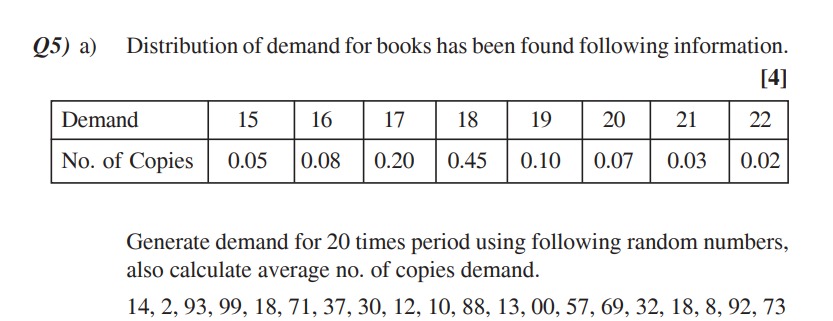 Q5) a) Distribution of demand for books has been found following information.
[4]
Demand 15 16 17 18 19 20 21 22
No. of Copies 0.05 0.08 0.20 0.45 0.10 0.07 0.03 0.02
Generate demand for 20 times period using following random numbers,
also calculate average no. of copies demand.
14, 2, 93, 99, 18, 71, 37, 30, 12, 10, 88, 13, 00, 57, 69, 32, 18, 8, 92, 73